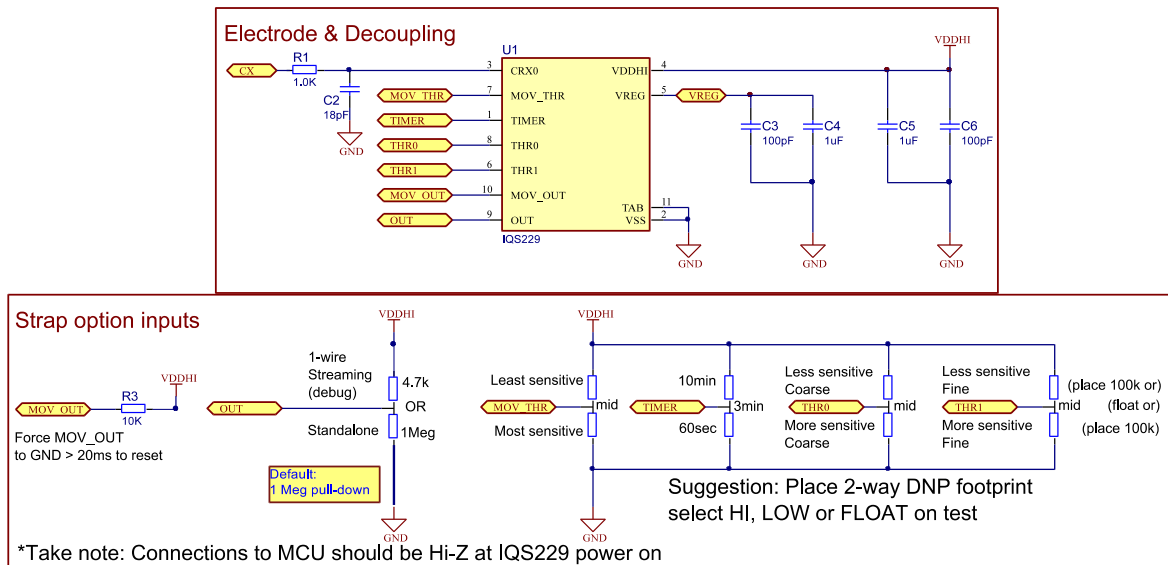 Electrode & Decoupling
U1
VDDHI
CX
R1
1.0K
C2
18pF
GND
3
CRX0
MOV_THR
7
MOV_THR
TIMER
1
TIMER
THR0
8
THR0
THR1
6
THR1
MOV_OUT
10
MOV_OUT
OUT
9
OUT
IQS229
VDDHI
4
VREG
5
VREG
TAB
11
VSS
2
GND
C3
100pF
C4
1uF
GND
C5
1uF
C6
100pF
GND
Strap option inputs
VDDHI
MOV_OUT
R3
10K
Force MOV_OUT
to GND > 20ms to reset
VDDHI
1-wire
Streaming
(debug)
4.7k
OR
OUT
Standalone
1Meg
Default:
1 Meg pull-down
GND
VDDHI
Least sensitive
MOV_THR
mid
Most sensitive
GND
10min
TIMER
3min
60sec
Less sensitive
Coarse
THR0
mid
More sensitive
Coarse
Less sensitive
Fine
THR1
mid
More sensitive
Fine
(place 100k or)
(float or)
(place 100k)
Suggestion: Place 2-way DNP footprint
select HI, LOW or FLOAT on test
*Take note: Connections to MCU should be Hi-Z at IQS229 power on